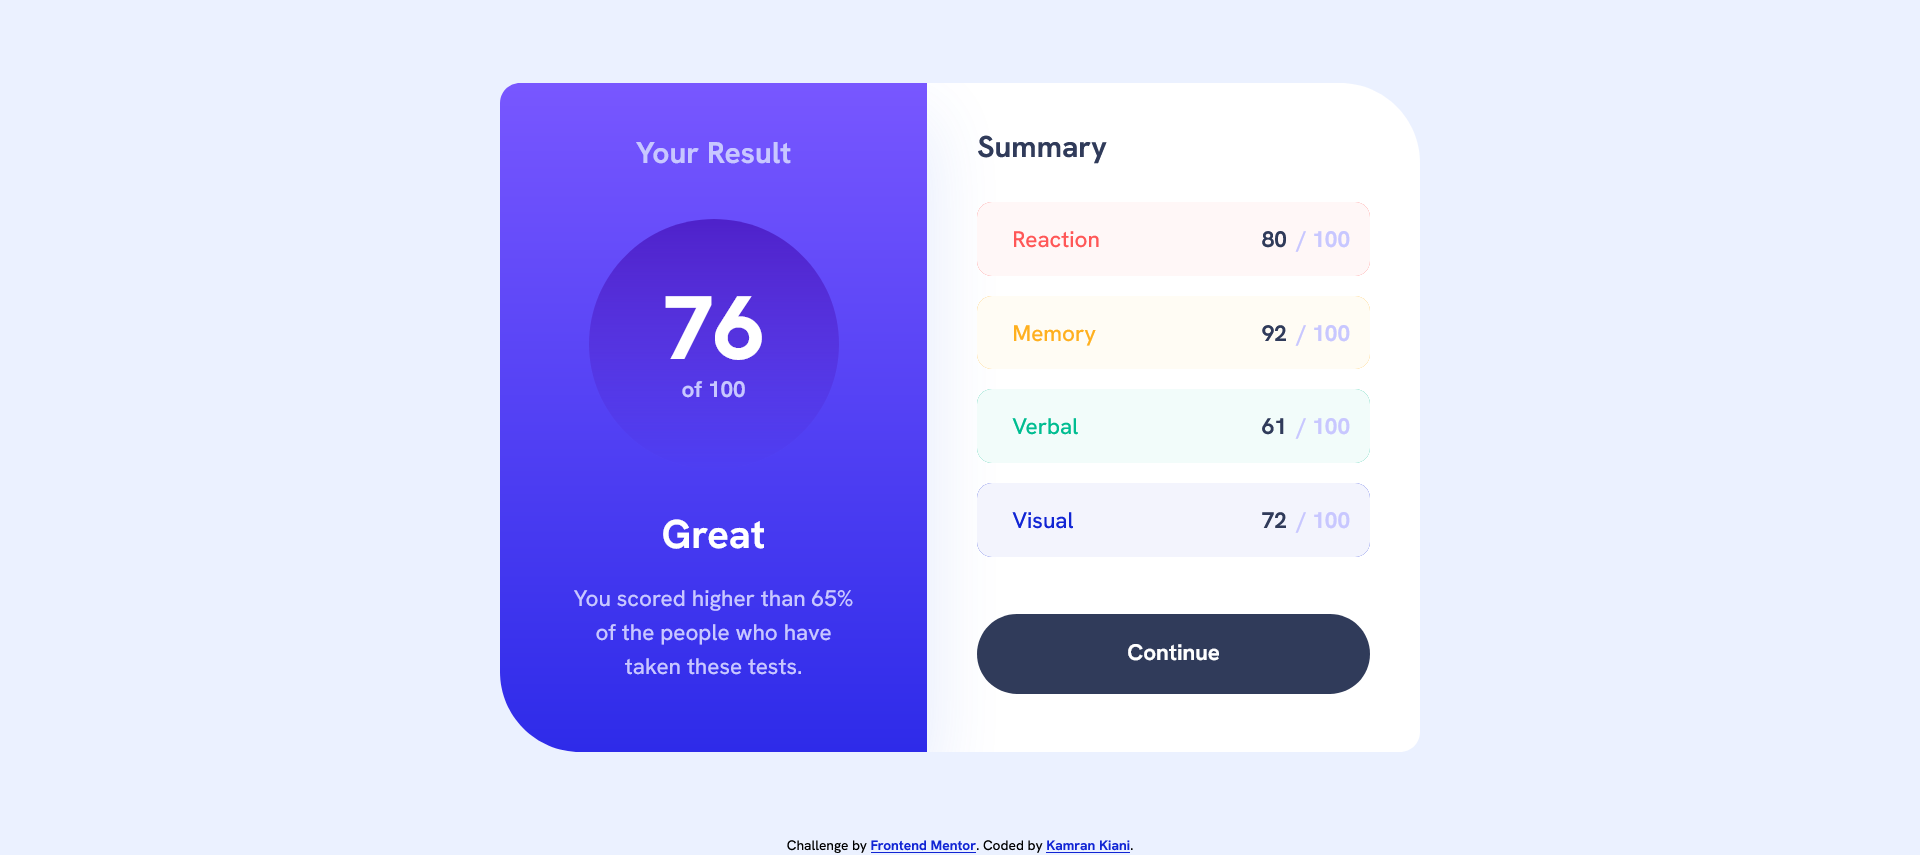 Your Result
76
of 100
Great
You scored higher than 65%
of the people who have
taken these tests.
Summary
Reaction 80 / 100
Memory 92 / 100
Verbal 61 / 100
Visual 72 / 100
Continue
Challenge by Frontend Mentor. Coded by Kamran Kiani.